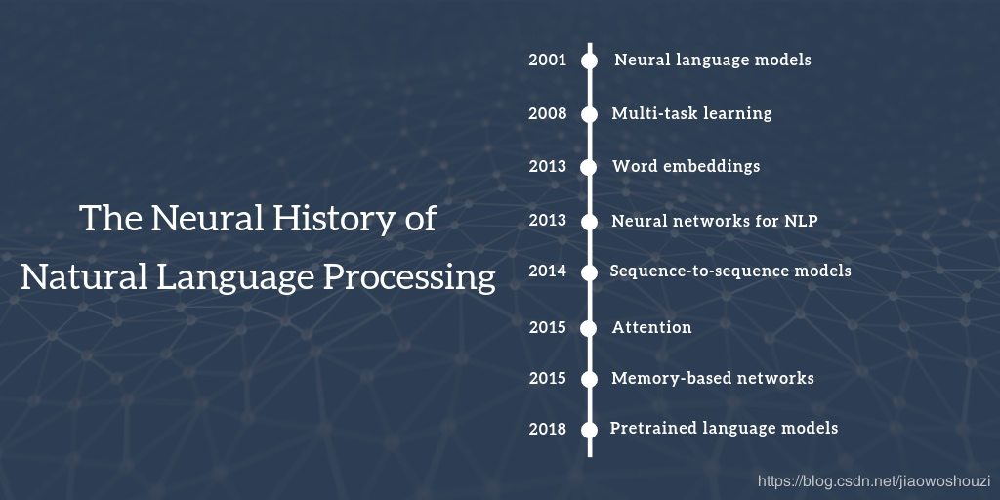 The Neural History of
Natural Language Processing
2001 Neural language models
2008 Multi-task learning
2013 Word embeddings
2013 Neural networks for NLP
2014 Sequence-to-sequence models
2015 Attention
2015 Memory-based networks
2018 Pretrained language models
https://blog.csdn.net/jiaowoshouzi